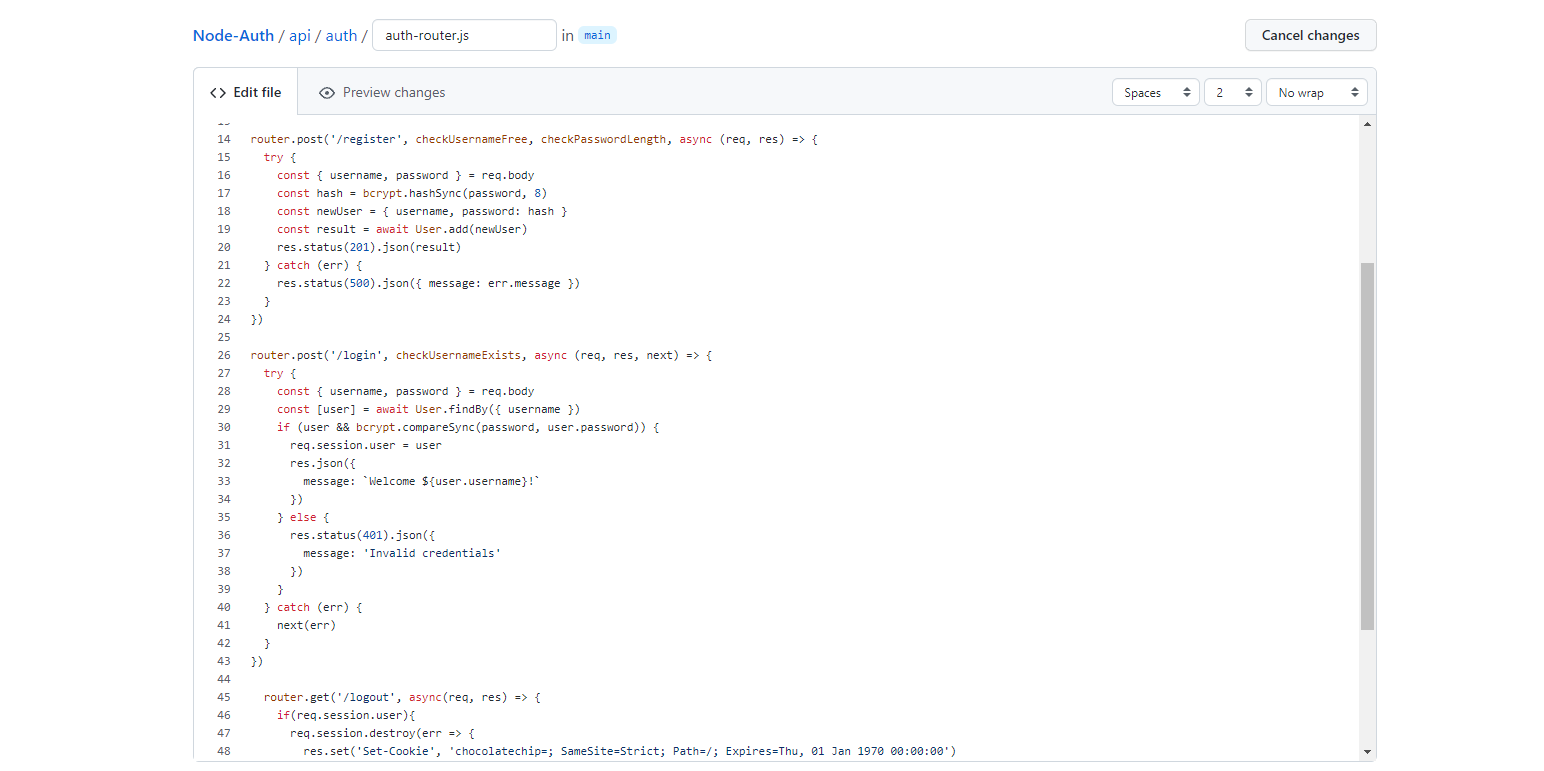 Node-Auth / api / auth / auth-router.js in main Cancel changes
Edit file Preview changes Spaces 2 No wrap
14 router.post('/register', checkUsernameFree, checkPasswordLength, async (req, res) => {
15   try {
16     const { username, password } = req.body
17     const hash = bcrypt.hashSync(password, 8)
18     const newUser = { username, password: hash }
19     const result = await User.add(newUser)
20     res.status(201).json(result)
21   } catch (err) {
22     res.status(500).json({ message: err.message })
23   }
24 })
25
26 router.post('/login', checkUsernameExists, async (req, res, next) => {
27   try {
28     const { username, password } = req.body
29     const [user] = await User.findBy({ username })
30     if (user && bcrypt.compareSync(password, user.password)) {
31       req.session.user = user
32       res.json({
33         message: `Welcome ${user.username}!`
34       })
35     } else {
36       res.status(401).json({
37         message: 'Invalid credentials'
38       })
39     }
40   } catch (err) {
41     next(err)
42   }
43 })
44
45   router.get('/logout', async(req, res) => {
46     if(req.session.user){
47       req.session.destroy(err => {
48         res.set('Set-Cookie', 'chocolatechip=; SameSite=Strict; Path=/; Expires=Thu, 01 Jan 1970 00:00:00')